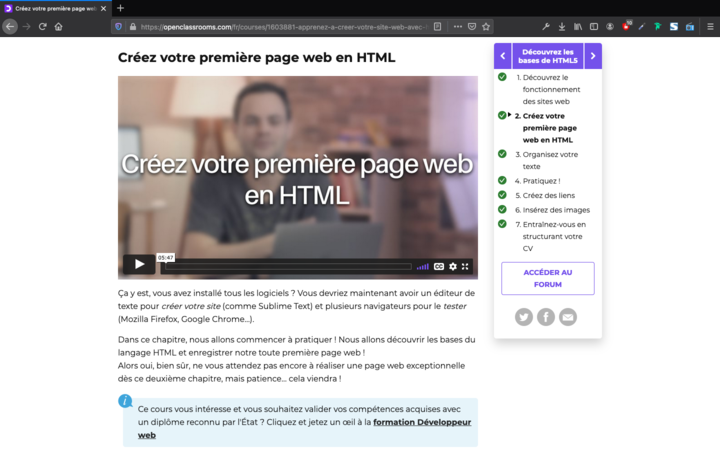 Créez votre première page web
https://openclassrooms.com/fr/courses/1603881-apprenez-a-creer-votre-site-web-avec-
Créez votre première page web en HTML
Créez votre première page web
en HTML
05:47
CC
Ça y est, vous avez installé tous les logiciels ? Vous devriez maintenant avoir un éditeur de
texte pour créer votre site (comme Sublime Text) et plusieurs navigateurs pour le tester
(Mozilla Firefox, Google Chrome…).
Dans ce chapitre, nous allons commencer à pratiquer ! Nous allons découvrir les bases du
langage HTML et enregistrer notre toute première page web !
Alors oui, bien sûr, ne vous attendez pas encore à réaliser une page web exceptionnelle
dès ce deuxième chapitre, mais patience… cela viendra !
i
Ce cours vous intéresse et vous souhaitez valider vos compétences acquises avec
un diplôme reconnu par l'État ? Cliquez et jetez un œil à la formation Développeur
web
Découvrez les
bases de HTML5
1. Découvrez le
fonctionnement
des sites web
2. Créez votre
première page
web en HTML
3. Organisez votre
texte
4. Pratiquez !
5. Créez des liens
6. Insérez des images
7. Entraînez-vous en
structurant votre
CV
ACCÉDER AU
FORUM